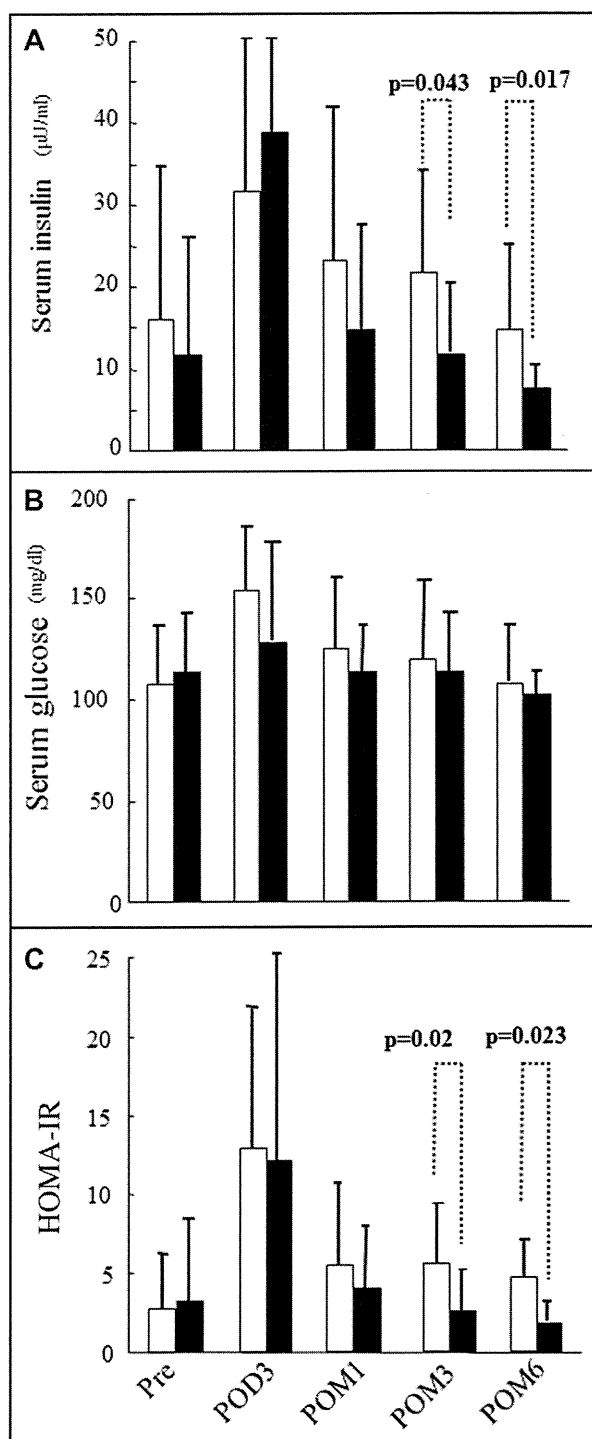 A
Serum insulin (µU/ml)
50
40
30
20
10
0
p=0.043
p=0.017
B
Serum glucose (mg/dl)
200
150
100
50
0
C
HOMA-IR
25
20
15
10
5
0
p=0.02
p=0.023
Pre
POD3
POM1
POM3
POM6